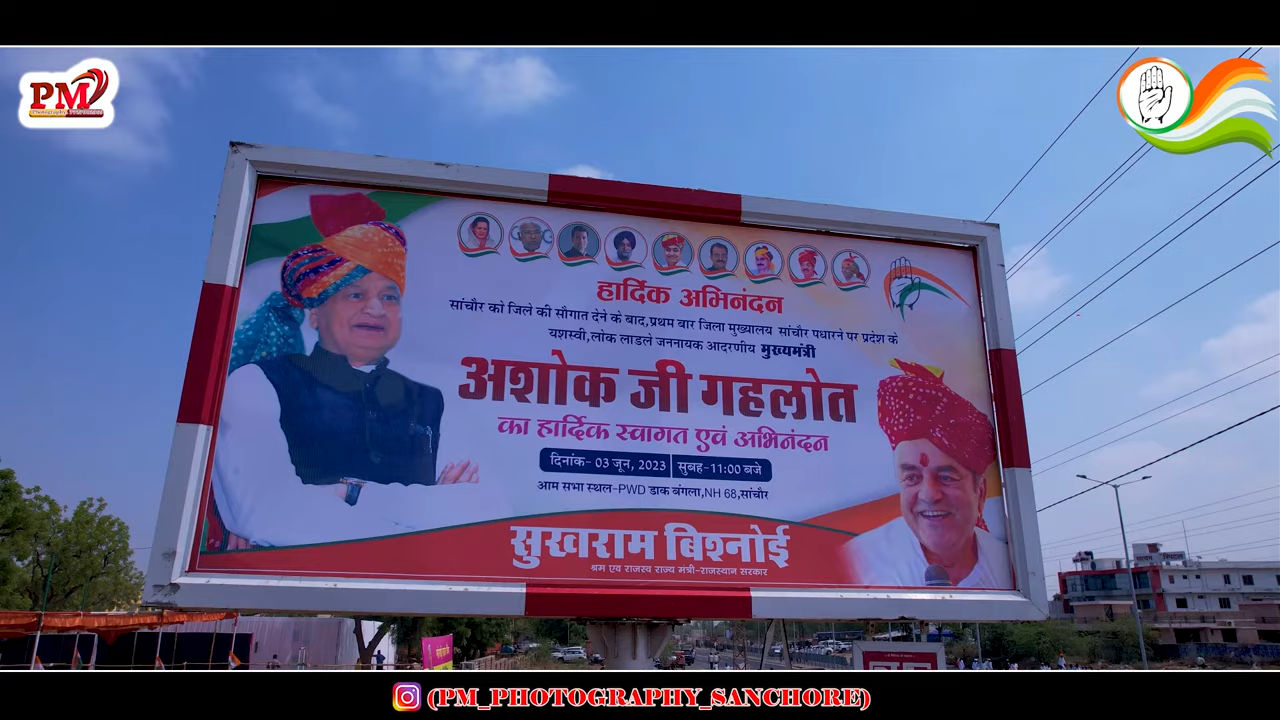 PM
हार्दिक अभिनंदन
सांचौर को जिले की सौगात देने के बाद,प्रथम बार जिला मुख्यालय सांचौर पधारने पर प्रदेश के
यशस्वी,लोक लाडले जननायक आदरणीय मुख्यमंत्री
अशोक जी गहलोत
का हार्दिक स्वागत एवं अभिनंदन
दिनांक- 03 जून, 2023 सुबह-11:00 बजे
आम सभा स्थल-PWD डाक बंगला,NH 68,सांचौर
सुखराम बिश्नोई
श्रम एव राजस्व राज्य मंत्री-राजस्थान सरकार
(PM_PHOTOGRAPHY_SANCHORE)